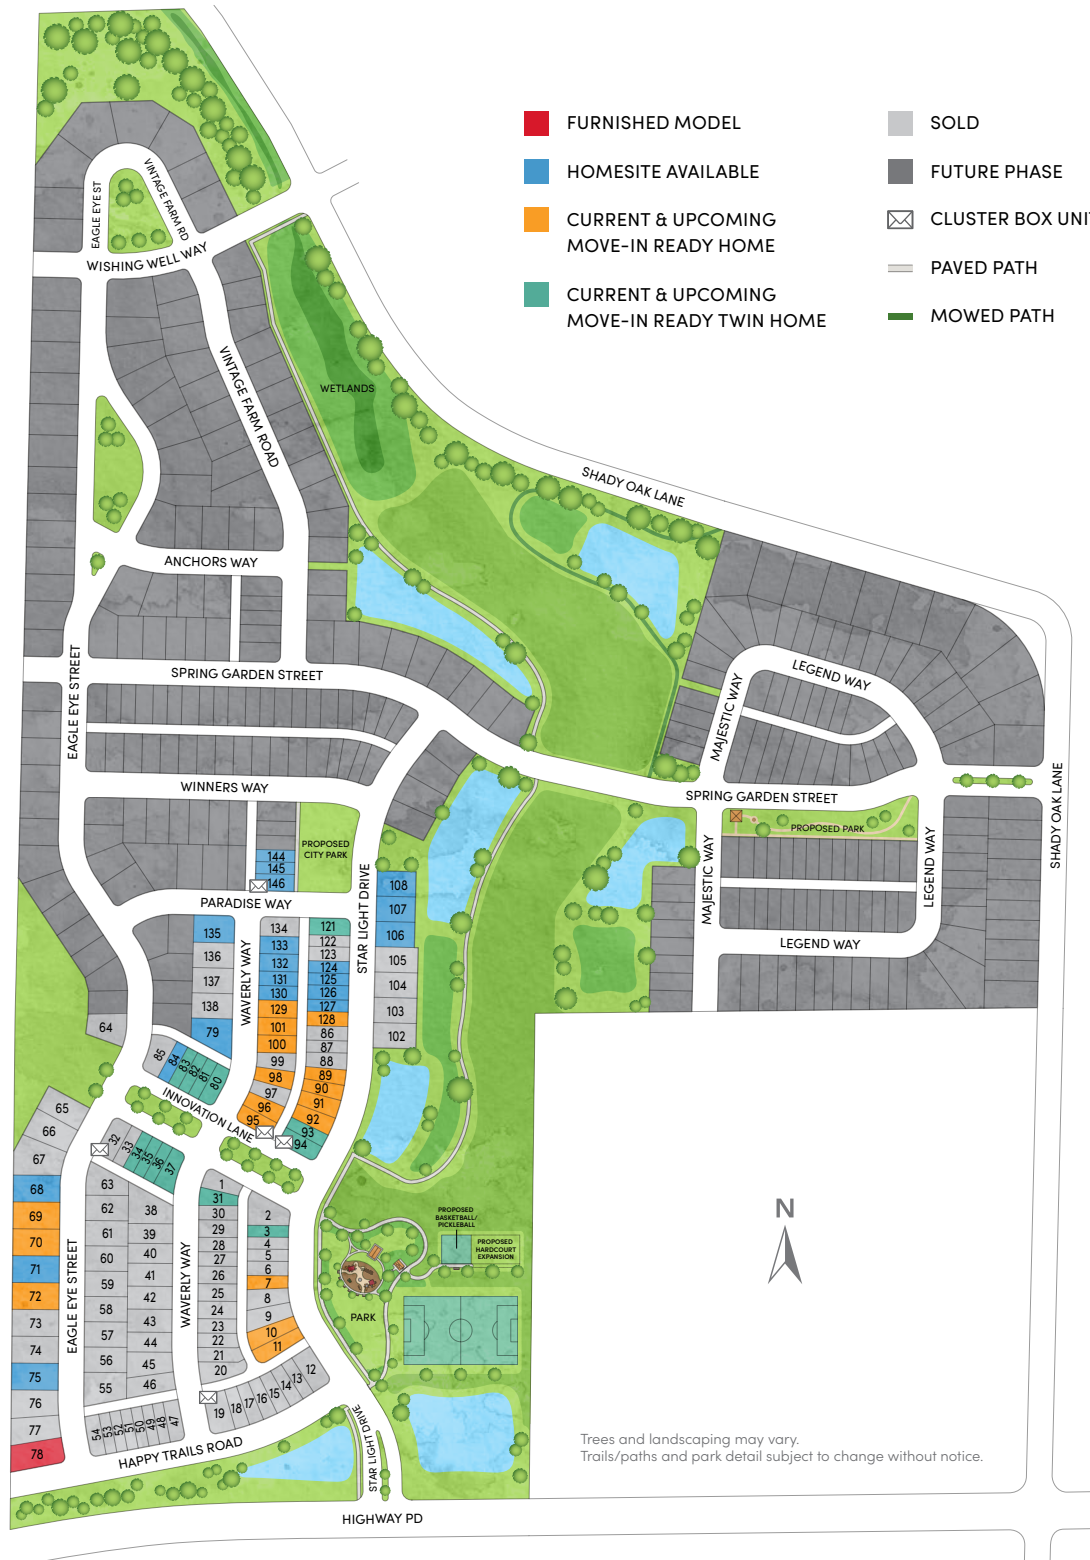 FURNISHED MODEL
HOMESITE AVAILABLE
CURRENT & UPCOMING
MOVE-IN READY HOME
CURRENT & UPCOMING
MOVE-IN READY TWIN HOME
SOLD
FUTURE PHASE
CLUSTER BOX UNIT
PAVED PATH
MOWED PATH
EAGLE EYE ST
VINTAGE FARM RD
WISHING WELL WAY
VINTAGE FARM ROAD
WETLANDS
SHADY OAK LANE
ANCHORS WAY
SPRING GARDEN STREET
EAGLE EYE STREET
WINNERS WAY
LEGEND WAY
MAJESTIC WAY
SPRING GARDEN STREET
SHADY OAK LANE
PROPOSED PARK
MAJESTIC WAY
LEGEND WAY
LEGEND WAY
PROPOSED
CITY PARK
144
145
146
PARADISE WAY
STAR LIGHT DRIVE
108
107
106
105
104
103
102
135
136
137
138
79
WAVERLY WAY
134
133
132
131
130
129
101
100
99
98
97
96
95
121
122
123
124
125
126
127
128
86
87
88
89
90
91
92
93
94
64
85
84
83
82
81
80
INNOVATION LANE
65
66
67
68
69
70
71
72
73
74
75
76
77
78
32
33
34
35
36
37
63
62
61
60
59
58
57
56
55
38
39
40
41
42
43
44
45
46
EAGLE EYE STREET
WAVERLY WAY
1
31
30
29
28
27
26
25
24
23
22
21
20
2
3
4
5
6
7
8
9
10
11
19
18
17
16
15
14
13
12
54
53
52
51
50
49
48
47
HAPPY TRAILS ROAD
PROPOSED
BASKETBALL/
PICKLEBALL
PROPOSED
HARDCOURT
EXPANSION
PARK
STAR LIGHT DRIVE
HIGHWAY PD
N
Trees and landscaping may vary.
Trails/paths and park detail subject to change without notice.